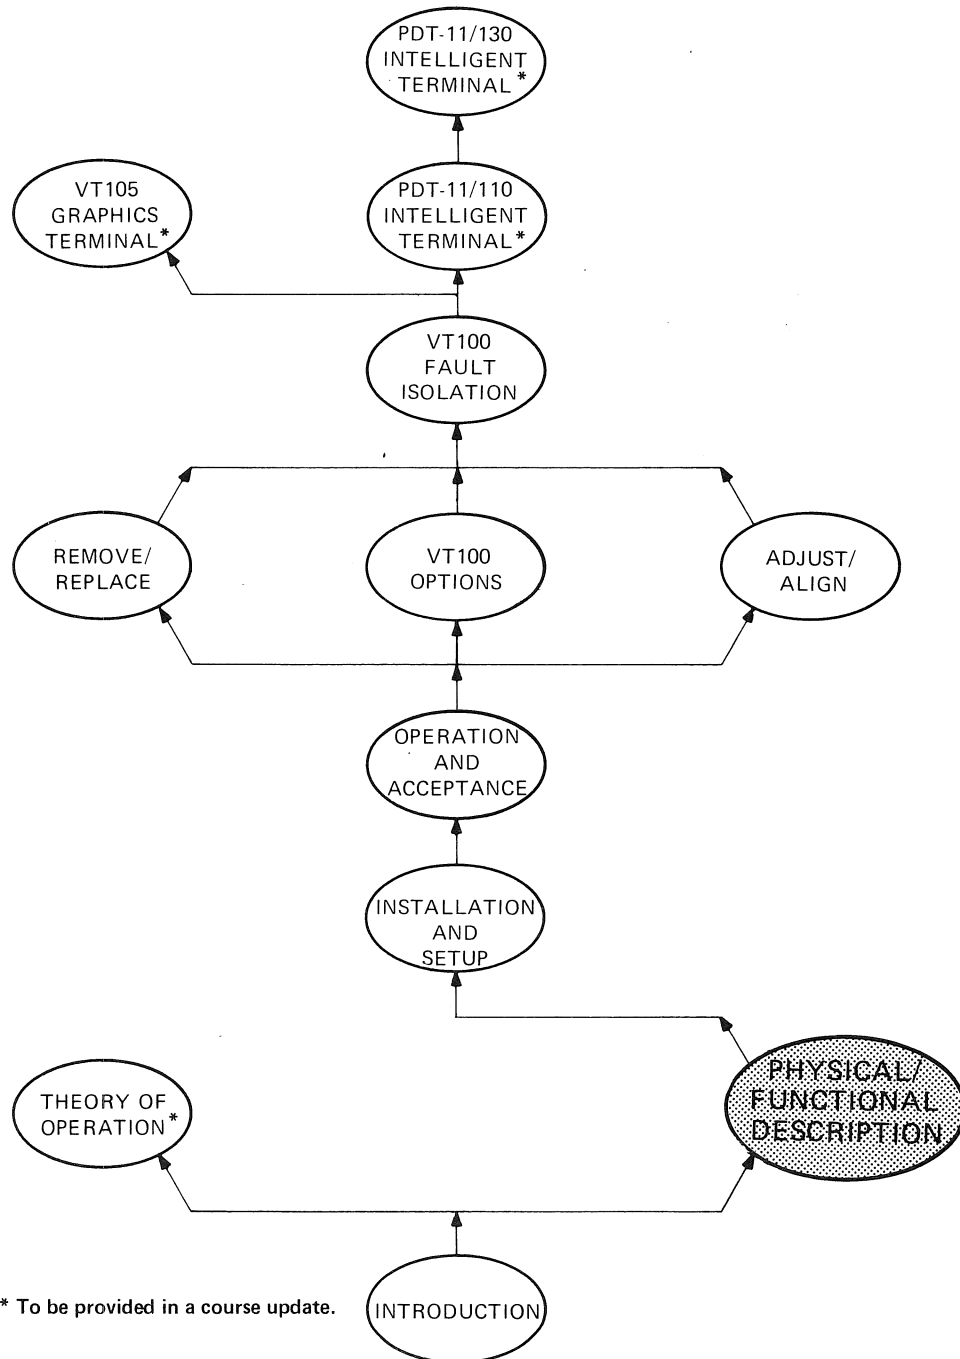 PDT-11/130
INTELLIGENT
TERMINAL*
VT105
GRAPHICS
TERMINAL*
PDT-11/110
INTELLIGENT
TERMINAL*
VT100
FAULT
ISOLATION
REMOVE/
REPLACE
VT100
OPTIONS
ADJUST/
ALIGN
OPERATION
AND
ACCEPTANCE
INSTALLATION
AND
SETUP
THEORY OF
OPERATION*
PHYSICAL/
FUNCTIONAL
DESCRIPTION
* To be provided in a course update.
INTRODUCTION